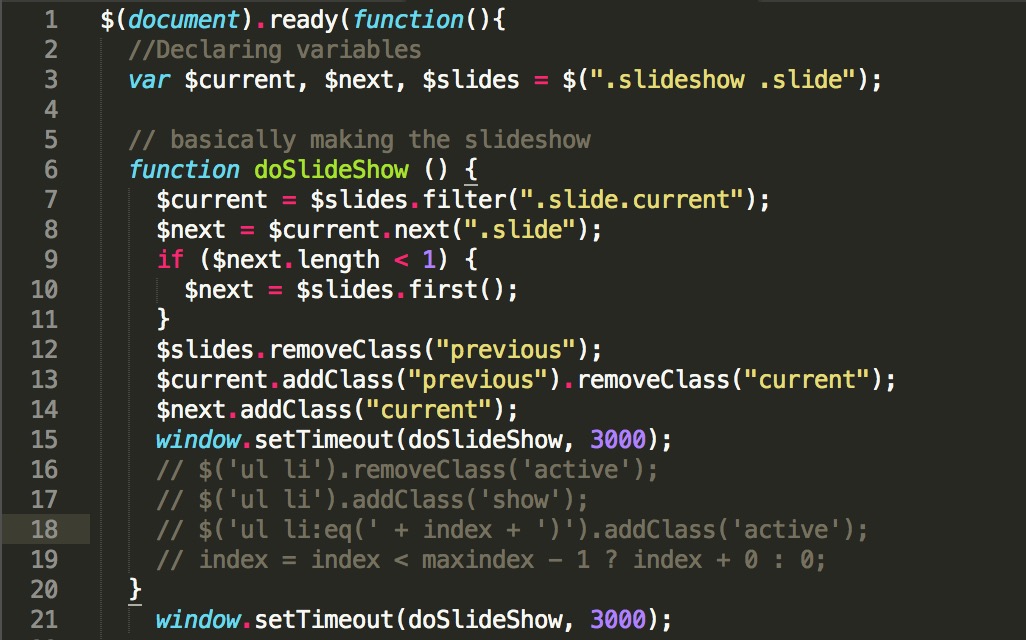 1 $(document).ready(function(){
2 //Declaring variables
3 var $current, $next, $slides = $(".slideshow .slide");
4
5 // basically making the slideshow
6 function doSlideShow () {
7 $current = $slides.filter(".slide.current");
8 $next = $current.next(".slide");
9 if ($next.length < 1) {
10 $next = $slides.first();
11 }
12 $slides.removeClass("previous");
13 $current.addClass("previous").removeClass("current");
14 $next.addClass("current");
15 window.setTimeout(doSlideShow, 3000);
16 // $('ul li').removeClass('active');
17 // $('ul li').addClass('show');
18 // $('ul li:eq(' + index + ')').addClass('active');
19 // index = index < maxindex - 1 ? index + 0 : 0;
20 }
21 window.setTimeout(doSlideShow, 3000);